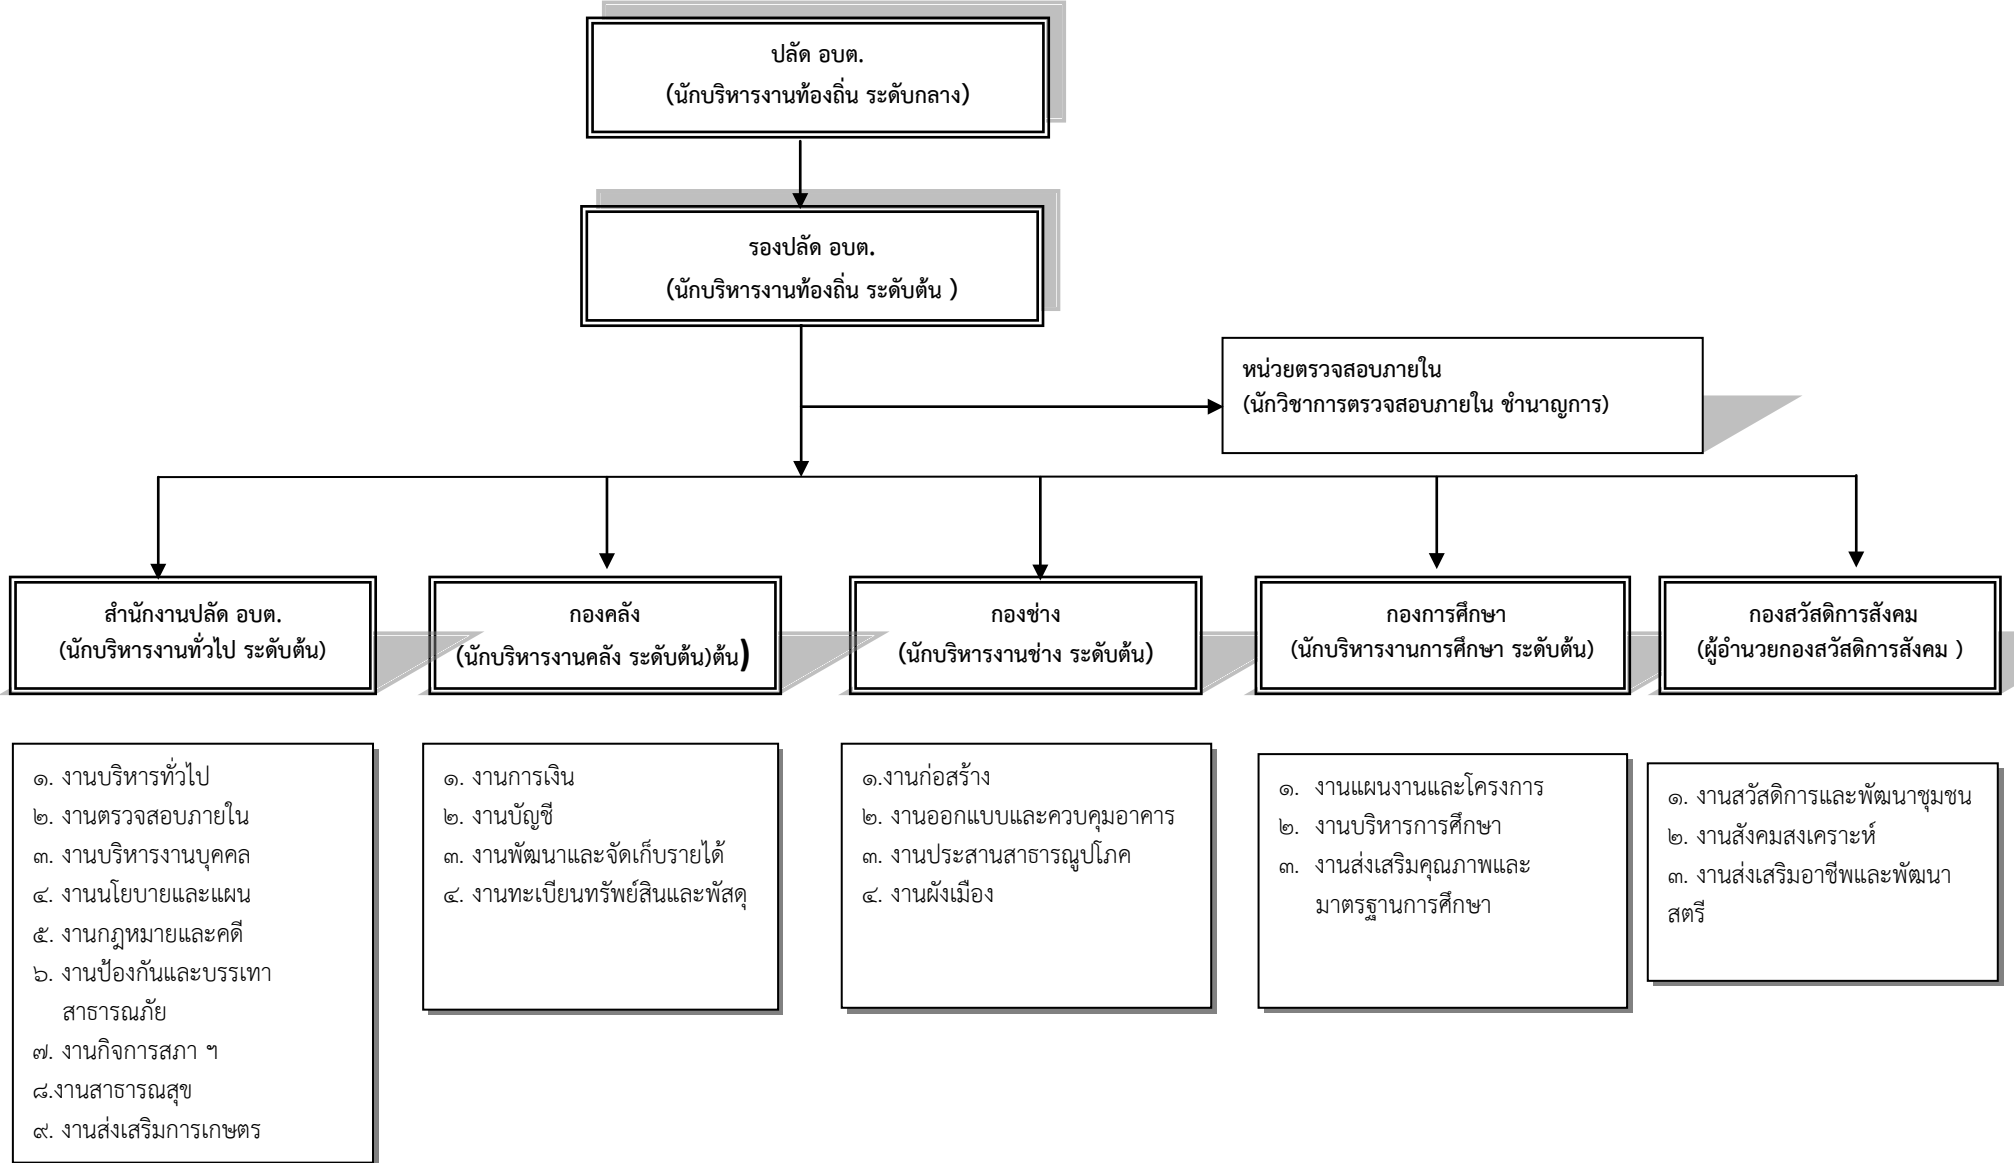 ปลัด อบต.
(นักบริหารงานท้องถิ่น ระดับกลาง)
รองปลัด อบต.
(นักบริหารงานท้องถิ่น ระดับต้น )
หน่วยตรวจสอบภายใน
(นักวิชาการตรวจสอบภายใน ชำนาญการ)
สำนักงานปลัด อบต.
(นักบริหารงานทั่วไป ระดับต้น)
กองคลัง
(นักบริหารงานคลัง ระดับต้น)ต้น)
กองช่าง
(นักบริหารงานช่าง ระดับต้น)
กองการศึกษา
(นักบริหารงานการศึกษา ระดับต้น)
กองสวัสดิการสังคม
(ผู้อำนวยกองสวัสดิการสังคม )
๑. งานบริหารทั่วไป
๒. งานตรวจสอบภายใน
๓. งานบริหารงานบุคคล
๔. งานนโยบายและแผน
๕. งานกฎหมายและคดี
๖. งานป้องกันและบรรเทา
สาธารณภัย
๗. งานกิจการสภา ฯ
๘.งานสาธารณสุข
๙. งานส่งเสริมการเกษตร
๑. งานการเงิน
๒. งานบัญชี
๓. งานพัฒนาและจัดเก็บรายได้
๔. งานทะเบียนทรัพย์สินและพัสดุ
๑.งานก่อสร้าง
๒. งานออกแบบและควบคุมอาคาร
๓. งานประสานสาธารณูปโภค
๔. งานผังเมือง
๑. งานแผนงานและโครงการ
๒. งานบริหารการศึกษา
๓. งานส่งเสริมคุณภาพและ
มาตรฐานการศึกษา
๑. งานสวัสดิการและพัฒนาชุมชน
๒. งานสังคมสงเคราะห์
๓. งานส่งเสริมอาชีพและพัฒนา
สตรี